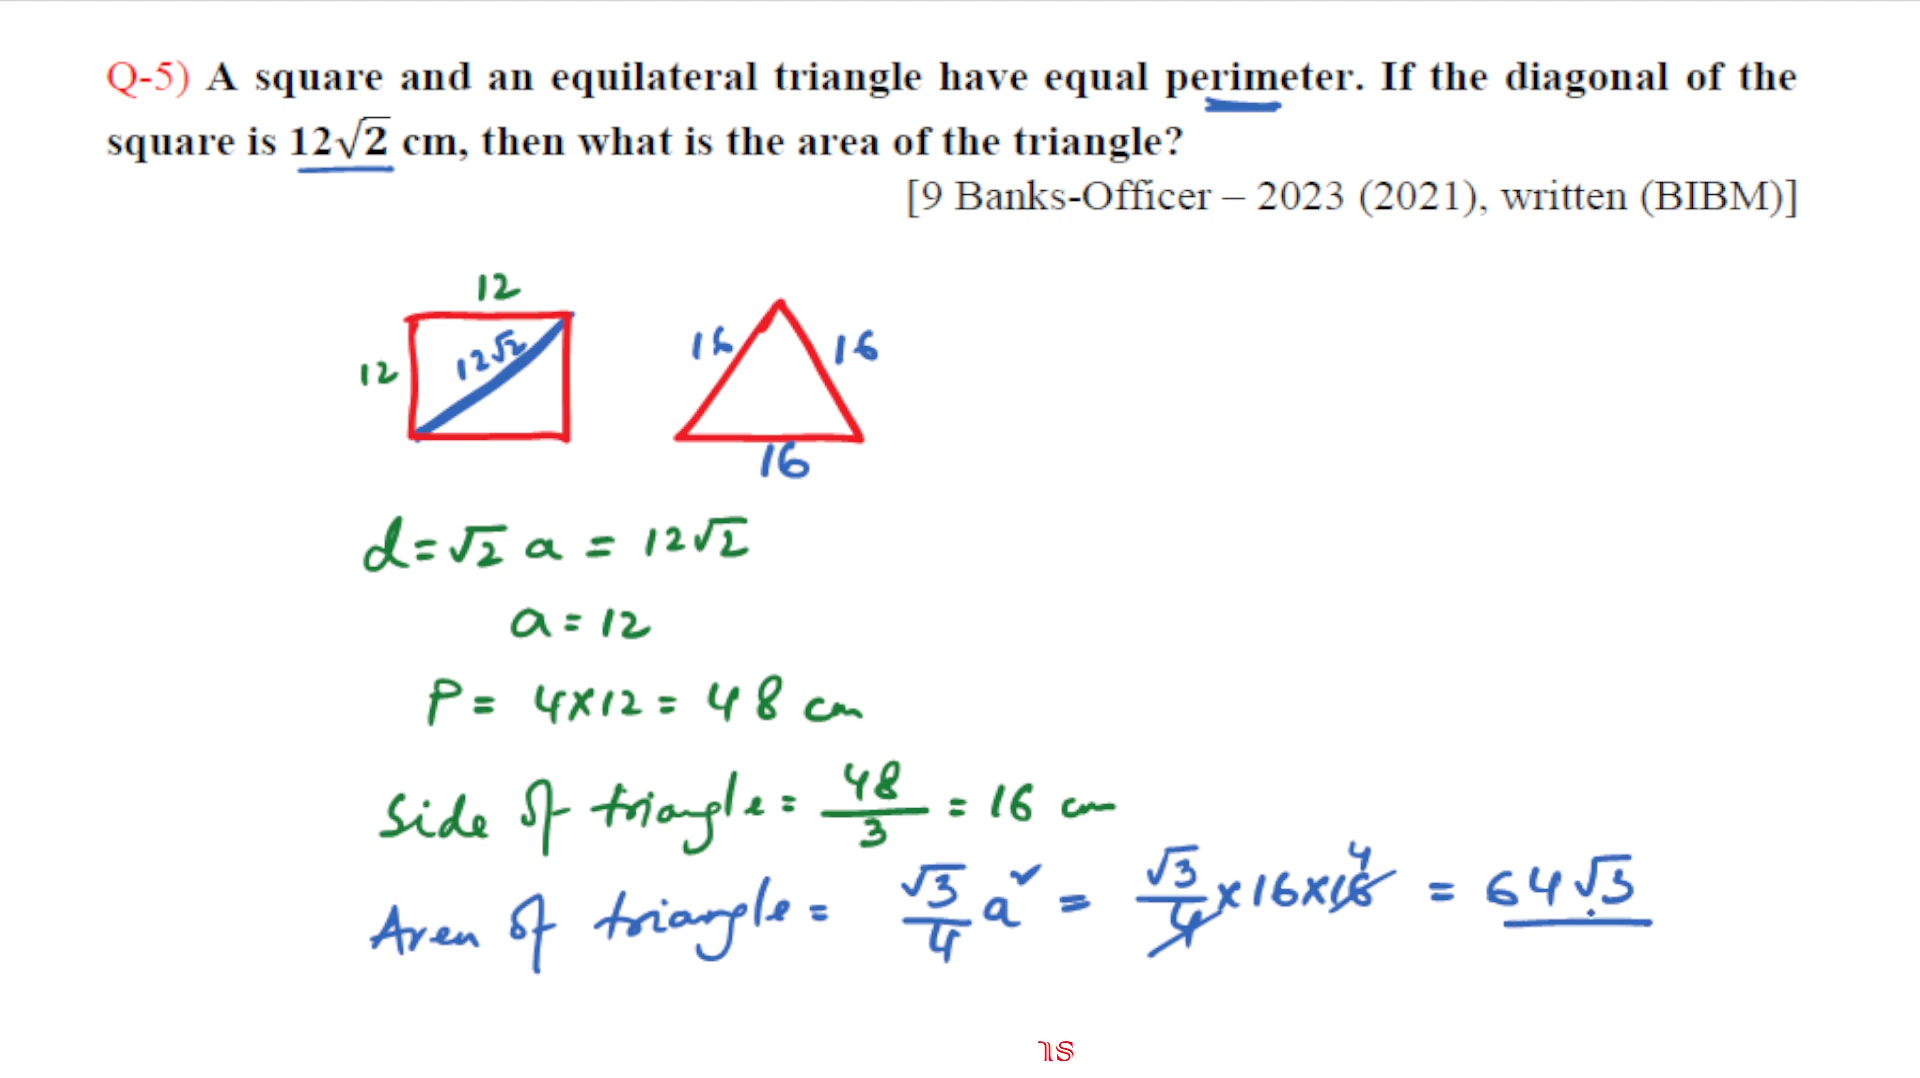 Q-5) A square and an equilateral triangle have equal perimeter. If the diagonal of the
square is 12√2 cm, then what is the area of the triangle?
[9 Banks-Officer – 2023 (2021), written (BIBM)]
12
12
12√2
16
16
16
d = √2 a = 12√2
a = 12
P = 4×12 = 48 cm
Side of triangle = 48/3 = 16 cm
Area of triangle = √3/4 a² = √3/4 × 16 × 16 4 = 64√3